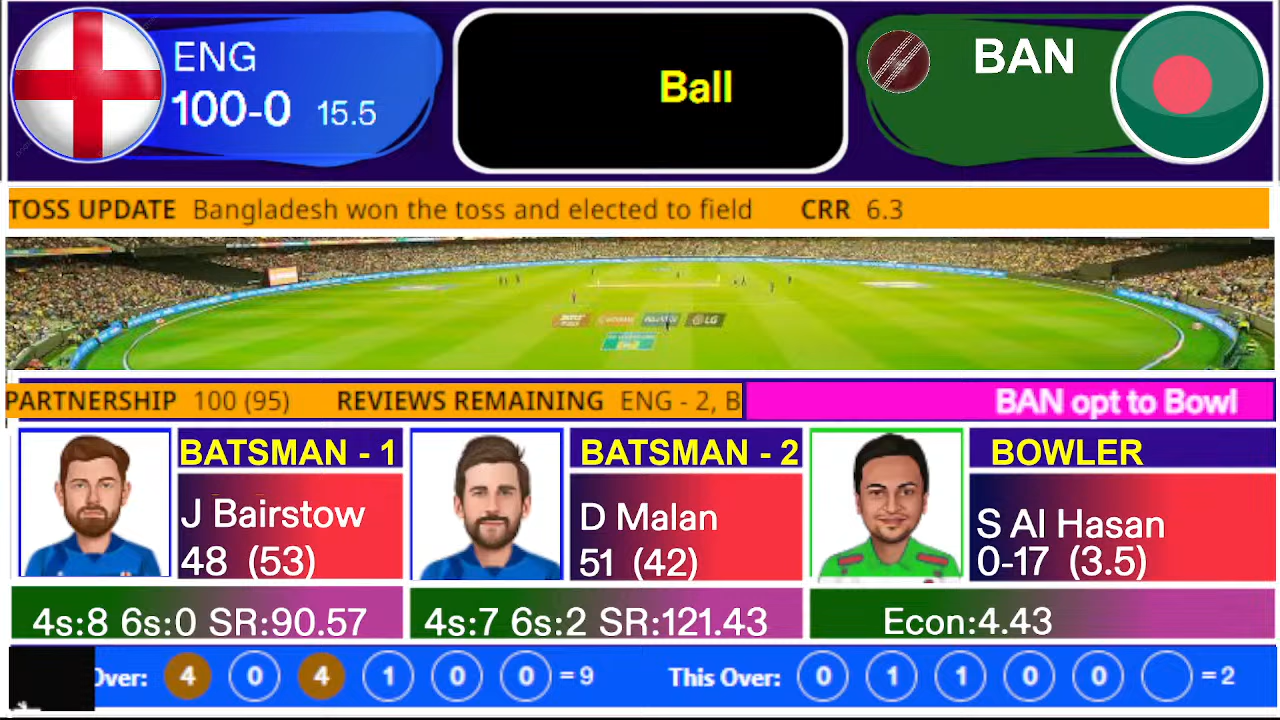 ENG
100-0 15.5
Ball
BAN
TOSS UPDATE Bangladesh won the toss and elected to field CRR 6.3
LG
PARTNERSHIP 100 (95) REVIEWS REMAINING ENG - 2, B
BAN opt to Bowl
BATSMAN - 1
J Bairstow
48 (53)
4s:8 6s:0 SR:90.57
BATSMAN - 2
D Malan
51 (42)
4s:7 6s:2 SR:121.43
BOWLER
S Al Hasan
0-17 (3.5)
Econ:4.43
Over: 4 0 4 1 0 0 = 9
This Over: 0 1 1 0 0 = 2